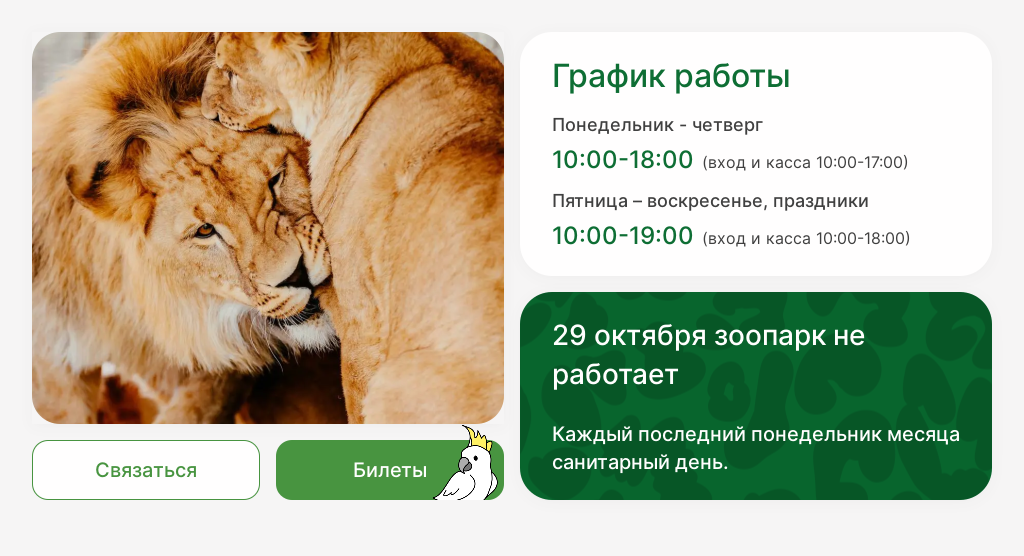 График работы
Понедельник - четверг
10:00-18:00 (вход и касса 10:00-17:00)
Пятница – воскресенье, праздники
10:00-19:00 (вход и касса 10:00-18:00)
29 октября зоопарк не
работает
Каждый последний понедельник месяца
санитарный день.
Связаться
Билеты